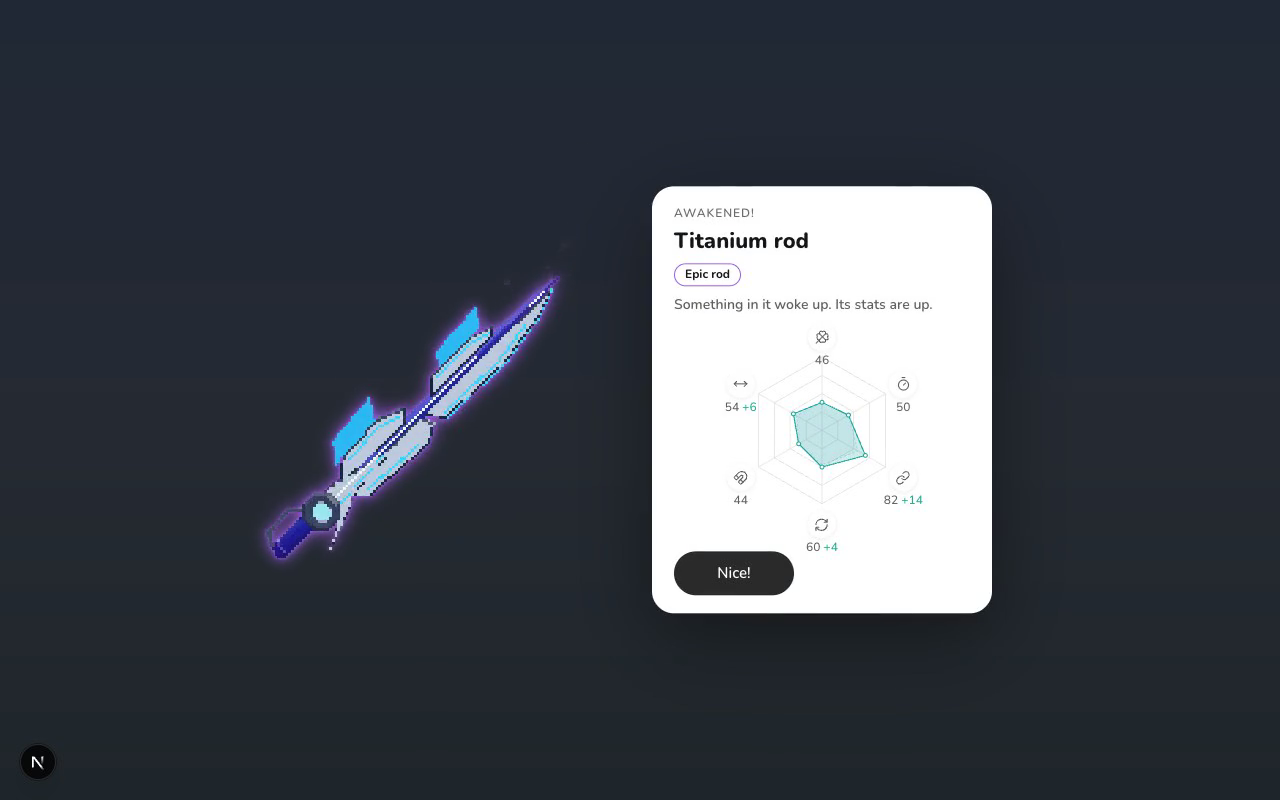 AWAKENED!
Titanium rod
Epic rod
Something in it woke up. Its stats are up.
46
54 +6
50
44
82 +14
60 +4
Nice!
N